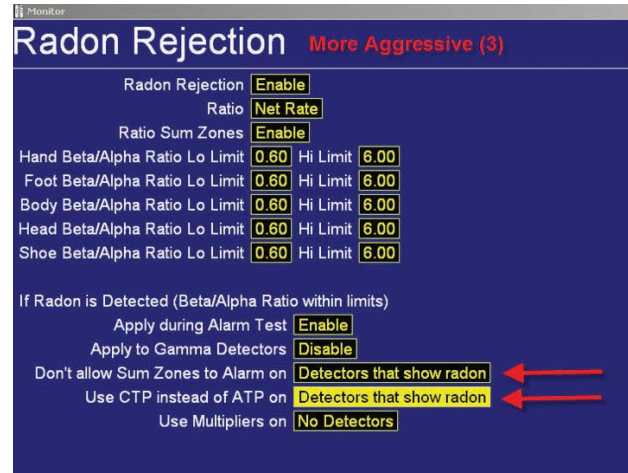 Monitor
Radon Rejection More Aggressive (3)
Radon Rejection Enable
Ratio Net Rate
Ratio Sum Zones Enable
Hand Beta/Alpha Ratio Lo Limit 0.60 Hi Limit 6.00
Foot Beta/Alpha Ratio Lo Limit 0.60 Hi Limit 6.00
Body Beta/Alpha Ratio Lo Limit 0.60 Hi Limit 6.00
Head Beta/Alpha Ratio Lo Limit 0.60 Hi Limit 6.00
Shoe Beta/Alpha Ratio Lo Limit 0.60 Hi Limit 6.00
If Radon is Detected (Beta/Alpha Ratio within limits)
Apply during Alarm Test Enable
Apply to Gamma Detectors Disable
Don't allow Sum Zones to Alarm on Detectors that show radon
Use CTP instead of ATP on Detectors that show radon
Use Multipliers on No Detectors